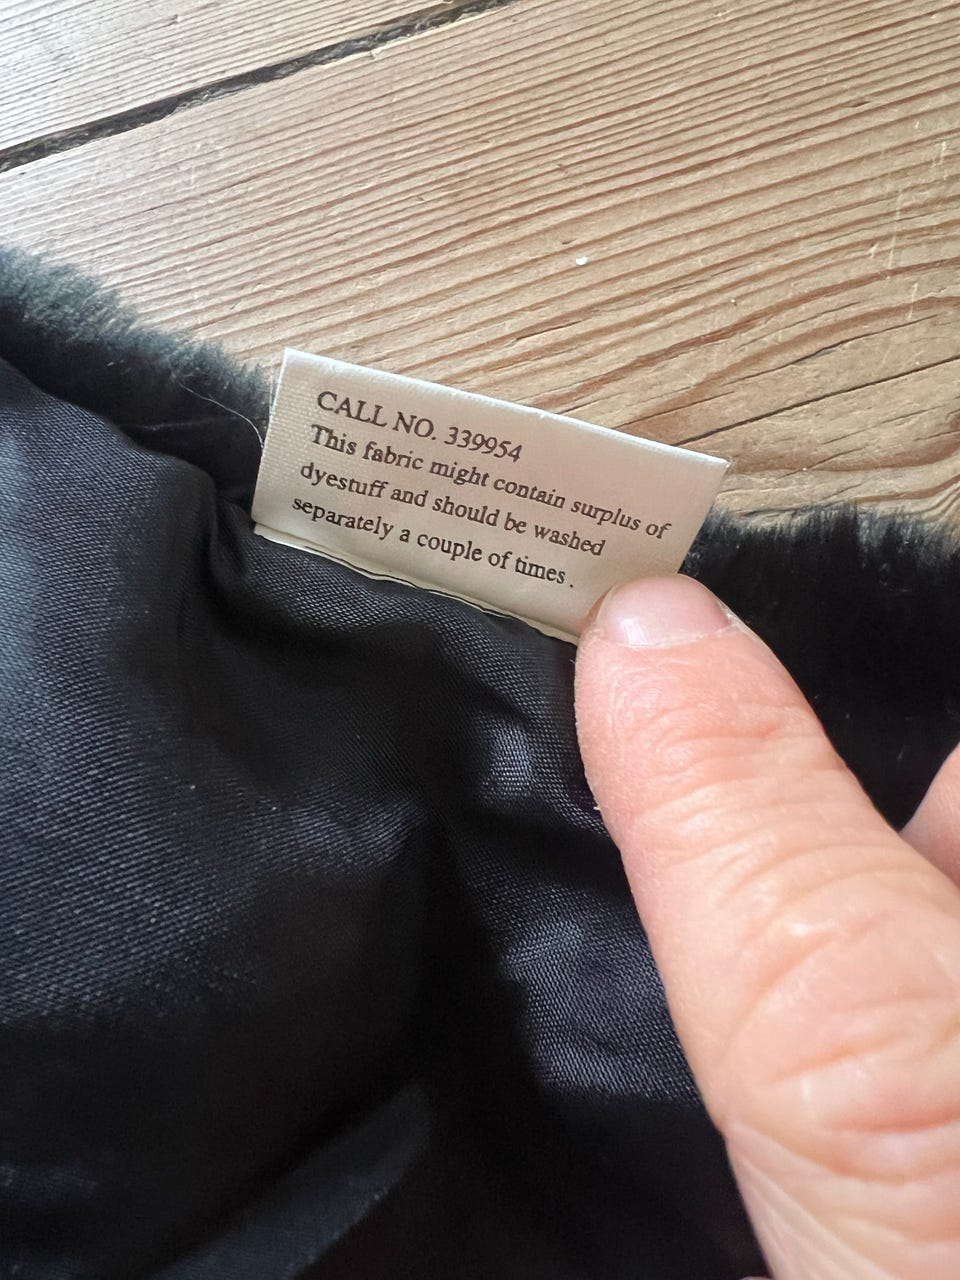 CALL NO. 339954
This fabric might contain surplus of
dyestuff and should be washed
separately a couple of times.